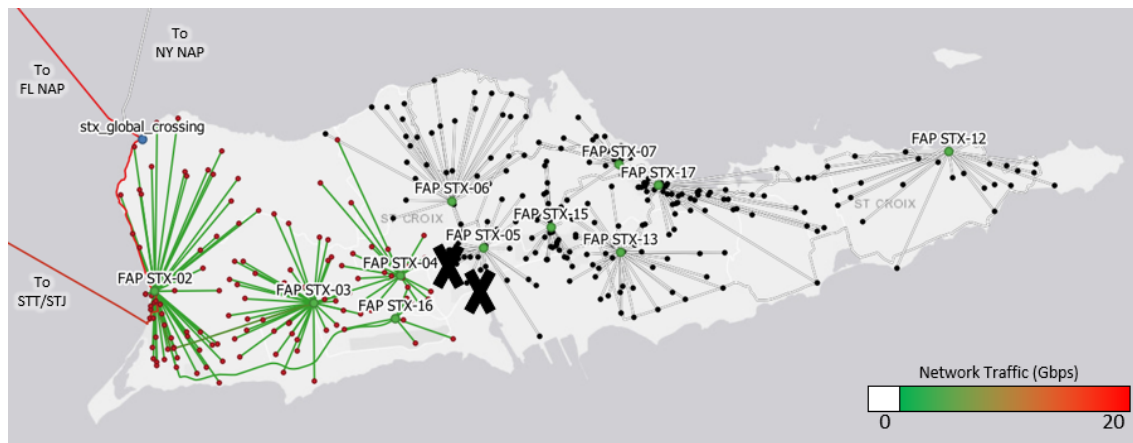 To
NY NAP
To
FL NAP
stx_global_crossing
FAP STX-12
FAP STX-07
FAP STX-17
FAP STX-06
ST CROIX
ST CROIX
FAP STX-15
FAP STX-05
FAP STX-13
FAP STX-04
FAP STX-02
To
STT/STJ
FAP STX-03
FAP STX-16
Network Traffic (Gbps)
0
20